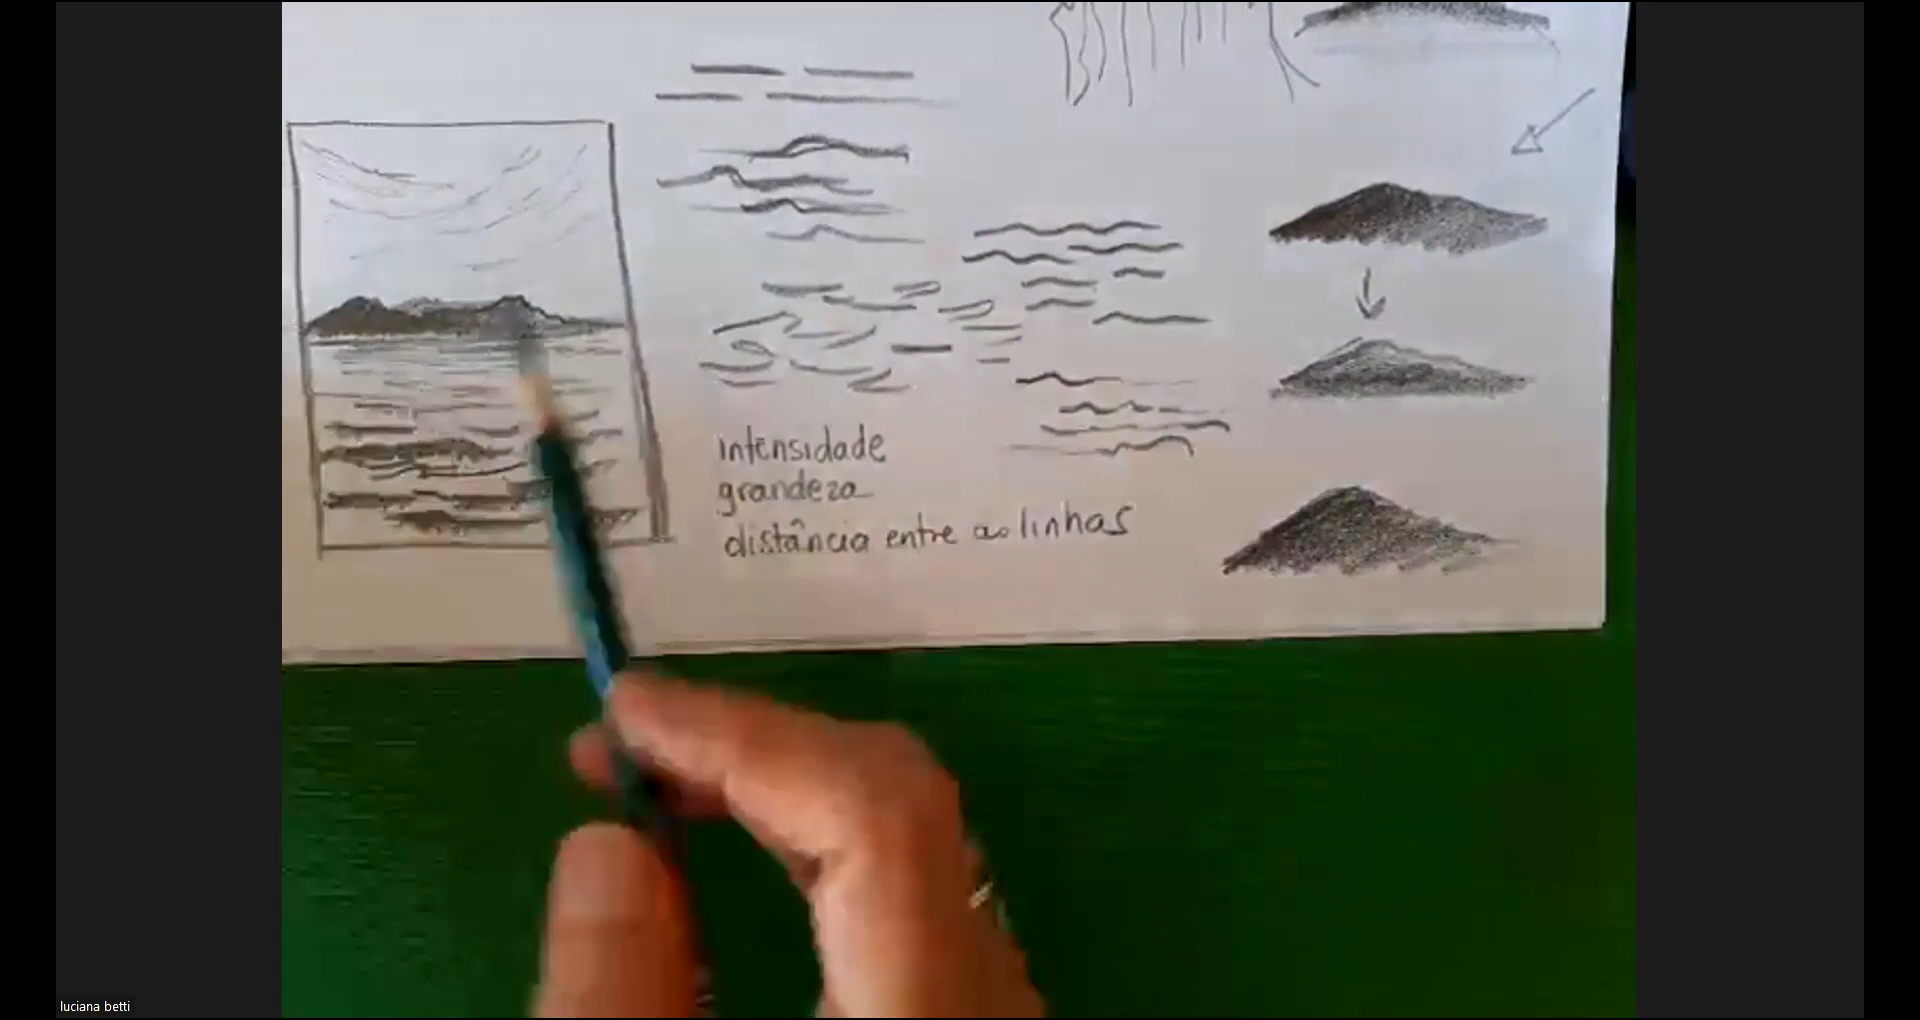 intensidade
grandeza
distância entre as linhas
luciana betti